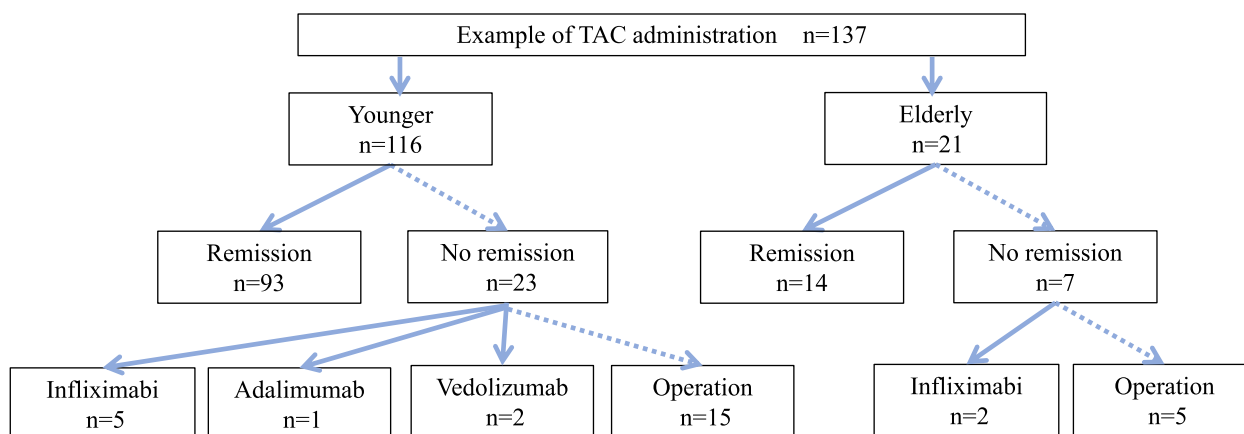 Example of TAC administration n=137
Younger
n=116
Elderly
n=21
Remission
n=93
No remission
n=23
Remission
n=14
No remission
n=7
Infliximabi
n=5
Adalimumab
n=1
Vedolizumab
n=2
Operation
n=15
Infliximabi
n=2
Operation
n=5